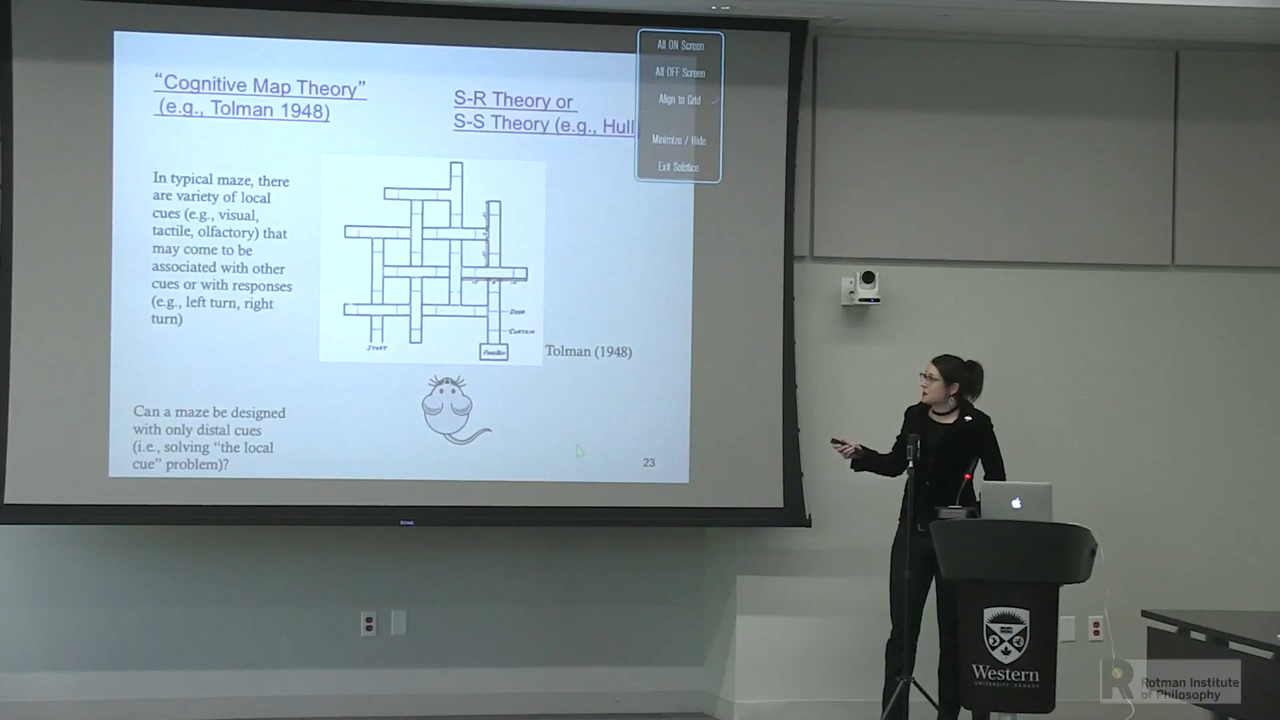 “Cognitive Map Theory”
(e.g., Tolman 1948)
S-R Theory or
S-S Theory (e.g., Hull
All ON Screen
All OFF Screen
Align to Grid
Minimize / Hide
Exit Solstice
In typical maze, there
are variety of local
cues (e.g., visual,
tactile, olfactory) that
may come to be
associated with other
cues or with responses
(e.g., left turn, right
turn)
DOOR
CURTAIN
START
FOOD BOX
Tolman (1948)
Can a maze be designed
with only distal cues
(i.e., solving “the local
cue” problem)?
23
Western
UNIVERSITY · CANADA
Rotman Institute
of Philosophy